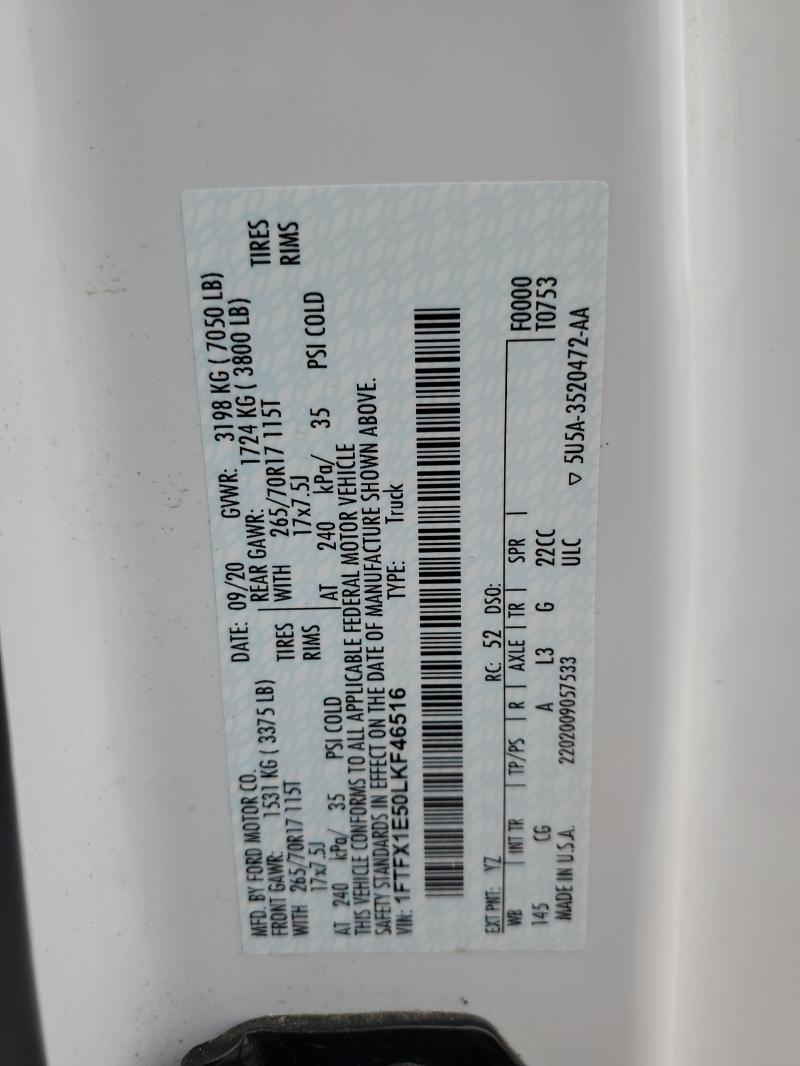 MFD. BY FORD MOTOR CO.
DATE: 09/20 GVWR: 3198 KG ( 7050 LB)
FRONT GAWR: 1531 KG ( 3375 LB)
REAR GAWR: 1724 KG ( 3800 LB)
WITH 265/70R17 115T TIRES
WITH 265/70R17 115T TIRES
17x7.5J RIMS
17x7.5J RIMS
AT 240 kPa/ 35 PSI COLD
AT 240 kPa/ 35 PSI COLD
THIS VEHICLE CONFORMS TO ALL APPLICABLE FEDERAL MOTOR VEHICLE
SAFETY STANDARDS IN EFFECT ON THE DATE OF MANUFACTURE SHOWN ABOVE.
VIN: 1FTFX1E50LKF46516 TYPE: Truck
EXT PNT: YZ RC: 52 DSO:
WB INT TR TP/PS R AXLE TR SPR F0000
145 CG A L3 G 22CC T0753
MADE IN U.S.A. 2202009057533 ULC
▽ 5U5A-3520472-AA